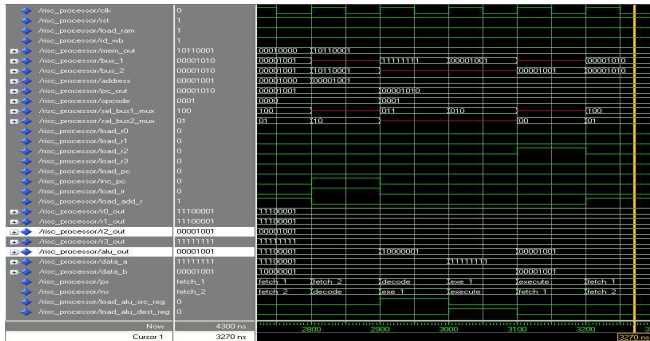 /risc_processor/clk 0
/risc_processor/rst 1
/risc_processor/load_ram 1
/risc_processor/rd_wb 1
/risc_processor/mem_out 10110001 00010000 10110001
/risc_processor/bus_1 00001010 00001001 11111111 00001001 00001010
/risc_processor/bus_2 00001010 00001001 10110001 00001001 00001010
/risc_processor/address 00001001 00001000 00001001
/risc_processor/pc_out 00001010 00001001 00001010
/risc_processor/opcode 0001 0000 0001
/risc_processor/sel_bus1_mux 100 100 011 010 100
/risc_processor/sel_bus2_mux 01 01 10 00 01
/risc_processor/load_r0 0
/risc_processor/load_r1 0
/risc_processor/load_r2 0
/risc_processor/load_r3 0
/risc_processor/load_pc 0
/risc_processor/inc_pc 0
/risc_processor/load_ir 0
/risc_processor/load_add_r 1
/risc_processor/r0_out 11100001 11100001
/risc_processor/r1_out 11100001 11100001
/risc_processor/r2_out 00001001 00001001
/risc_processor/r3_out 11111111 11111111
/risc_processor/alu_out 00001001 11100001 10000001 00001001
/risc_processor/data_a 11111111 11100001 11111111
/risc_processor/data_b 00001001 10000001 00001001
/risc_processor/ps fetch_1 fetch_1 fetch_2 decode exe_1 execute fetch_1
/risc_processor/ns fetch_2 fetch_2 decode exe_1 execute fetch_1 fetch_2
/risc_processor/load_alu_src_reg 0
/risc_processor/load_alu_dest_reg 0
Now 4300 ns 2800 2900 3000 3100 3200
Cursor 1 3270 ns 3270 ns